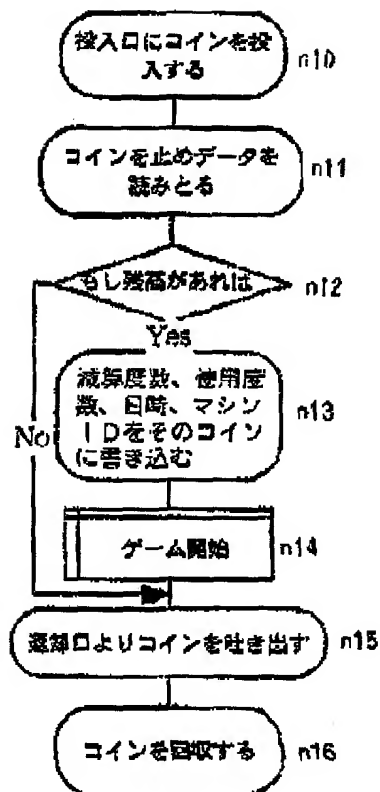 投入口にコインを投
入する
n10
コインを止めデータを
読みとる
n11
もし残高があれば
n12
Yes
No
減算度数、使用度
数、日時、マシン
IDをそのコイン
に書き込む
n13
ゲーム開始
n14
返却口よりコインを吐き出す
n15
コインを回収する
n16